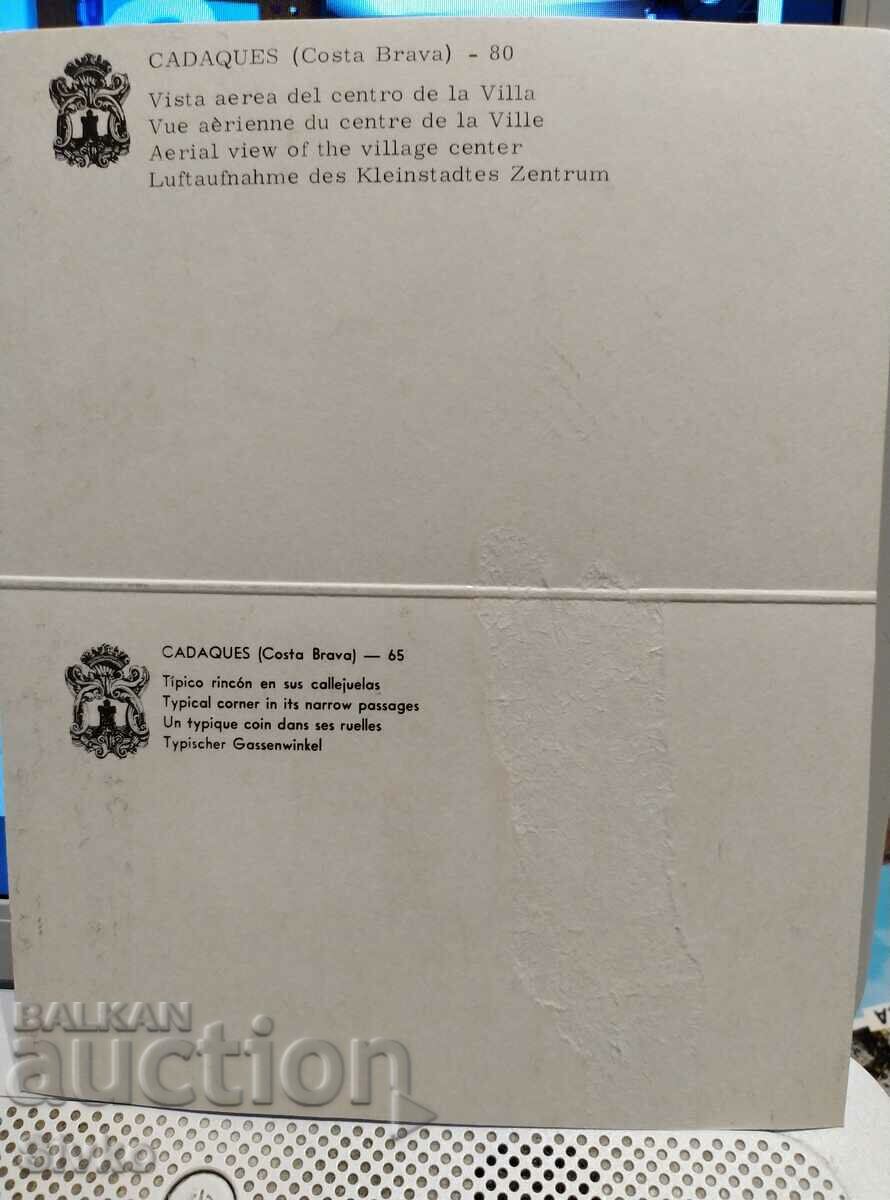 CADAQUES (Costa Brava) - 80
Vista aerea del centro de la Villa
Vue aèrienne du centre de la Ville
Aerial view of the village center
Luftaufnahme des Kleinstadtes Zentrum
CADAQUES (Costa Brava) — 65
Típico rincón en sus callejuelas
Typical corner in its narrow passages
Un typique coin dans ses ruelles
Typischer Gassenwinkel
BALKAN
auction
Slvko